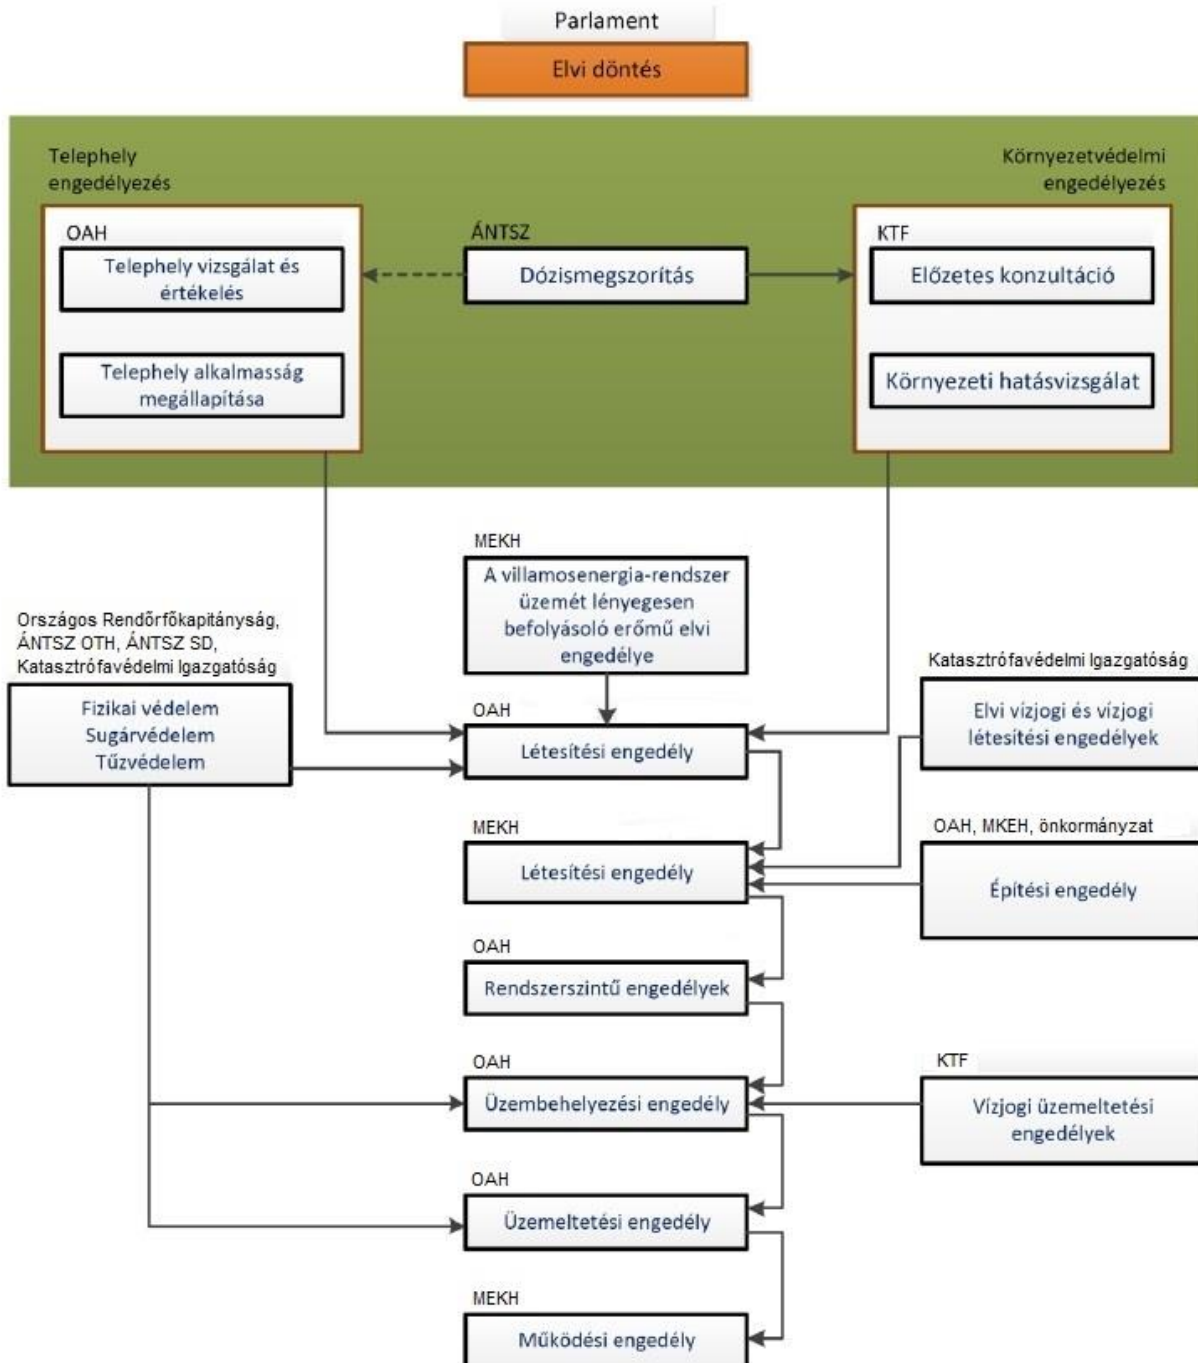 Parlament
Elvi döntés
Telephely
engedélyezés
Környezetvédelmi
engedélyezés
OAH
Telephely vizsgálat és
értékelés
Telephely alkalmasság
megállapítása
ÁNTSZ
Dózismegszorítás
KTF
Előzetes konzultáció
Környezeti hatásvizsgálat
MEKH
A villamosenergia-rendszer
üzemét lényegesen
befolyásoló erőmű elvi
engedélye
Országos Rendőrfőkapitányság,
ÁNTSZ OTH, ÁNTSZ SD,
Katasztrófavédelmi Igazgatóság
Fizikai védelem
Sugárvédelem
Tűzvédelem
Katasztrófavédelmi Igazgatóság
Elvi vízjogi és vízjogi
létesítési engedélyek
OAH
Létesítési engedély
MEKH
Létesítési engedély
OAH, MKEH, önkormányzat
Építési engedély
OAH
Rendszerszintű engedélyek
OAH
Üzembehelyezési engedély
KTF
Vízjogi üzemeltetési
engedélyek
OAH
Üzemeltetési engedély
MEKH
Működési engedély